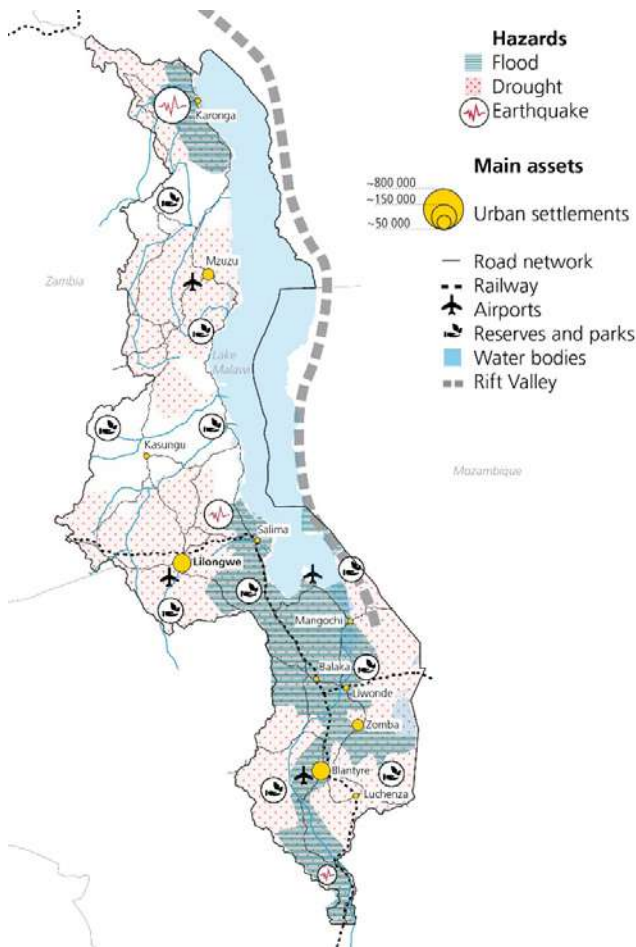 Hazards
Flood
Drought
Earthquake
Main assets
~800 000
~150 000
~50 000
Urban settlements
Road network
Railway
Airports
Reserves and parks
Water bodies
Rift Valley
Karonga
Zambia
Mzuzu
Lake
Malawi
Kasungu
Mozambique
Salima
Lilongwe
Mangochi
Balaka
Liwonde
Zomba
Blantyre
Luchenza